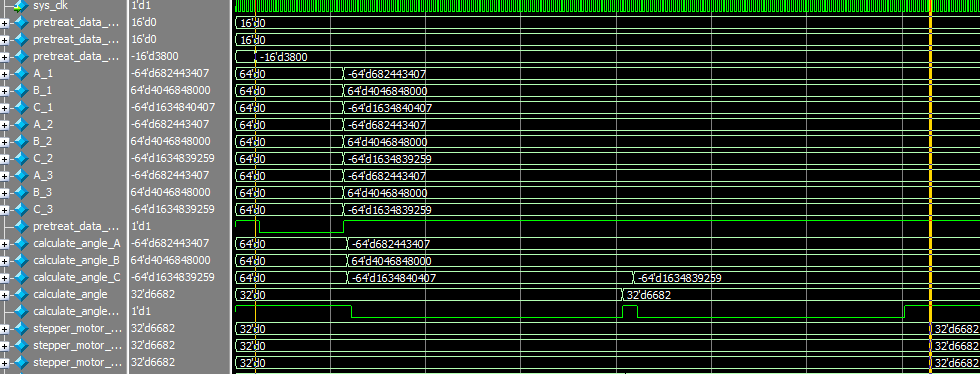 sys_clk 1'd1
pretreat_data_... 16'd0 16'd0
pretreat_data_... 16'd0 16'd0
pretreat_data_... -16'd3800 -16'd3800
A_1 -64'd682443407 64'd0 -64'd682443407
B_1 64'd4046848000 64'd0 64'd4046848000
C_1 -64'd1634840407 64'd0 -64'd1634840407
A_2 -64'd682443407 64'd0 -64'd682443407
B_2 64'd4046848000 64'd0 64'd4046848000
C_2 -64'd1634839259 64'd0 -64'd1634839259
A_3 -64'd682443407 64'd0 -64'd682443407
B_3 64'd4046848000 64'd0 64'd4046848000
C_3 -64'd1634839259 64'd0 -64'd1634839259
pretreat_data_... 1'd1
calculate_angle_A -64'd682443407 64'd0 -64'd682443407
calculate_angle_B 64'd4046848000 64'd0 64'd4046848000
calculate_angle_C -64'd1634839259 64'd0 -64'd1634840407 -64'd1634839259
calculate_angle 32'd6682 32'd0 32'd6682
calculate_angle... 1'd1
stepper_motor_... 32'd6682 32'd0 32'd6682
stepper_motor_... 32'd6682 32'd0 32'd6682
stepper_motor_... 32'd6682 32'd0 32'd6682